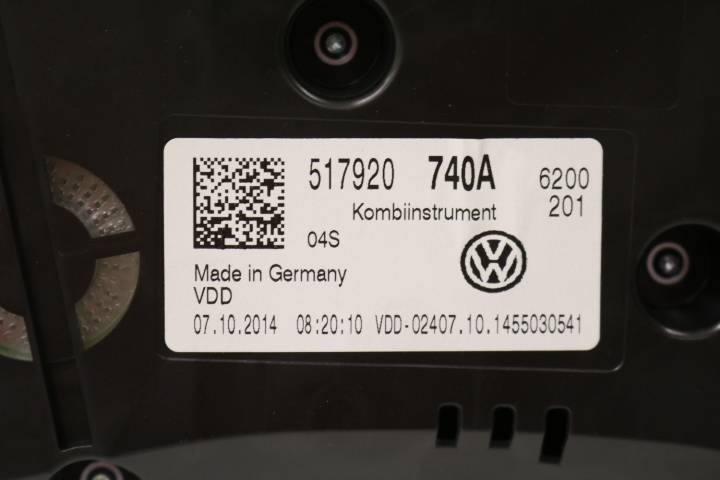 517920 740A 6200
Kombiinstrument 201
04S
Made in Germany
VDD
07.10.2014 08:20:10 VDD-02407.10.1455030541